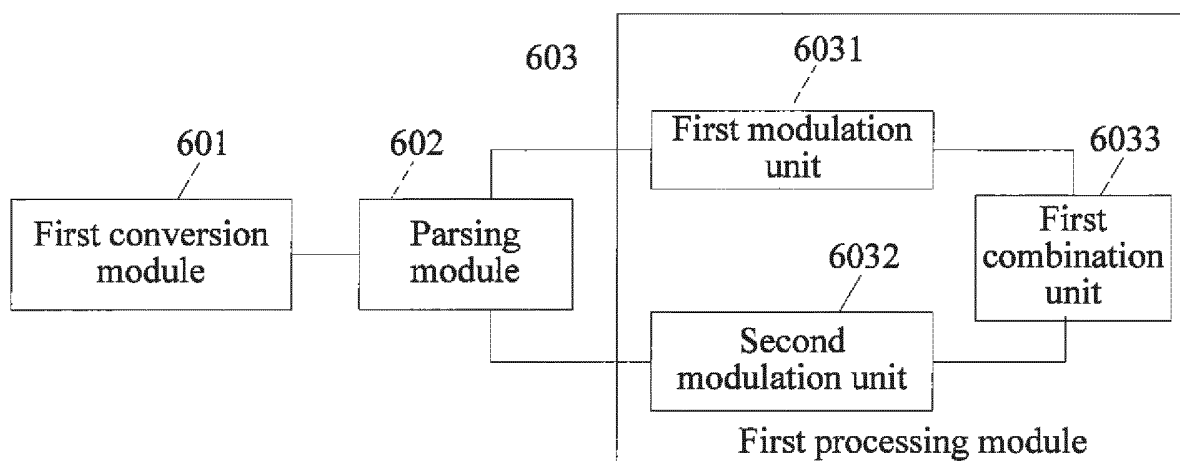 603
6031
First modulation
unit
601
602
6033
First conversion
module
Parsing
module
First
combination
unit
6032
Second
modulation unit
First processing module